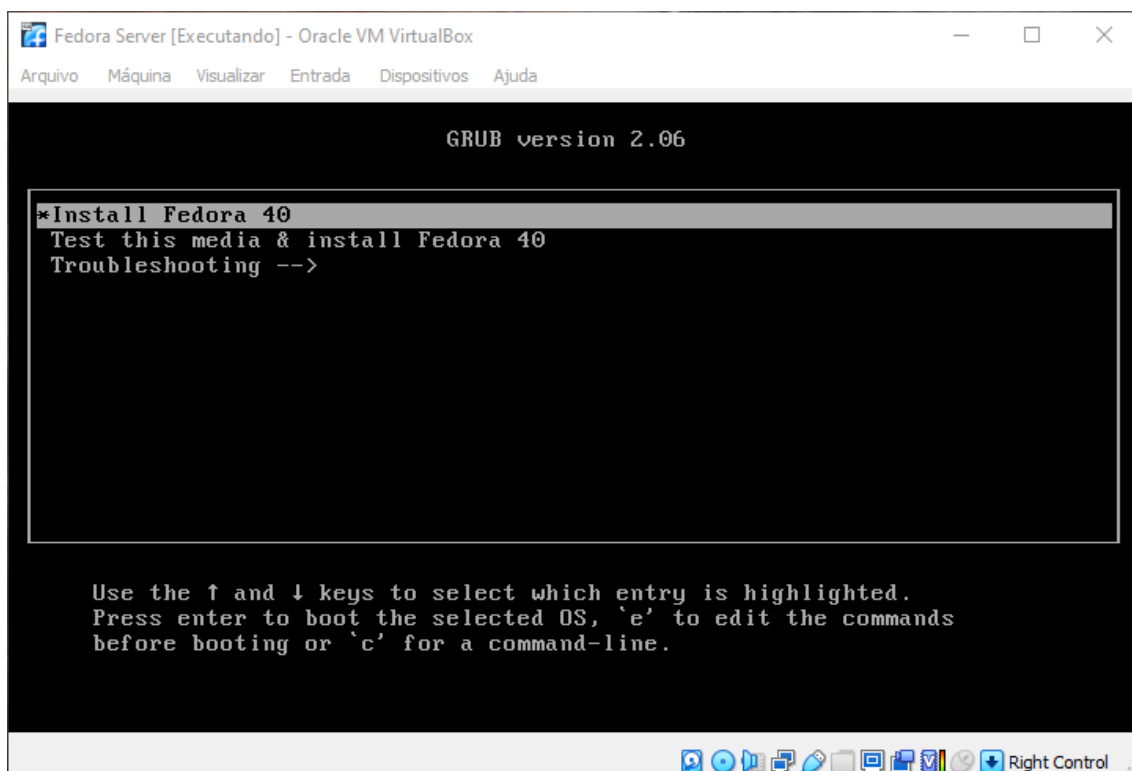 Fedora Server [Executando] - Oracle VM VirtualBox
Arquivo Máquina Visualizar Entrada Dispositivos Ajuda
GRUB version 2.06
*Install Fedora 40
Test this media & install Fedora 40
Troubleshooting -->
Use the ↑ and ↓ keys to select which entry is highlighted.
Press enter to boot the selected OS, `e' to edit the commands
before booting or `c' for a command-line.
Right Control